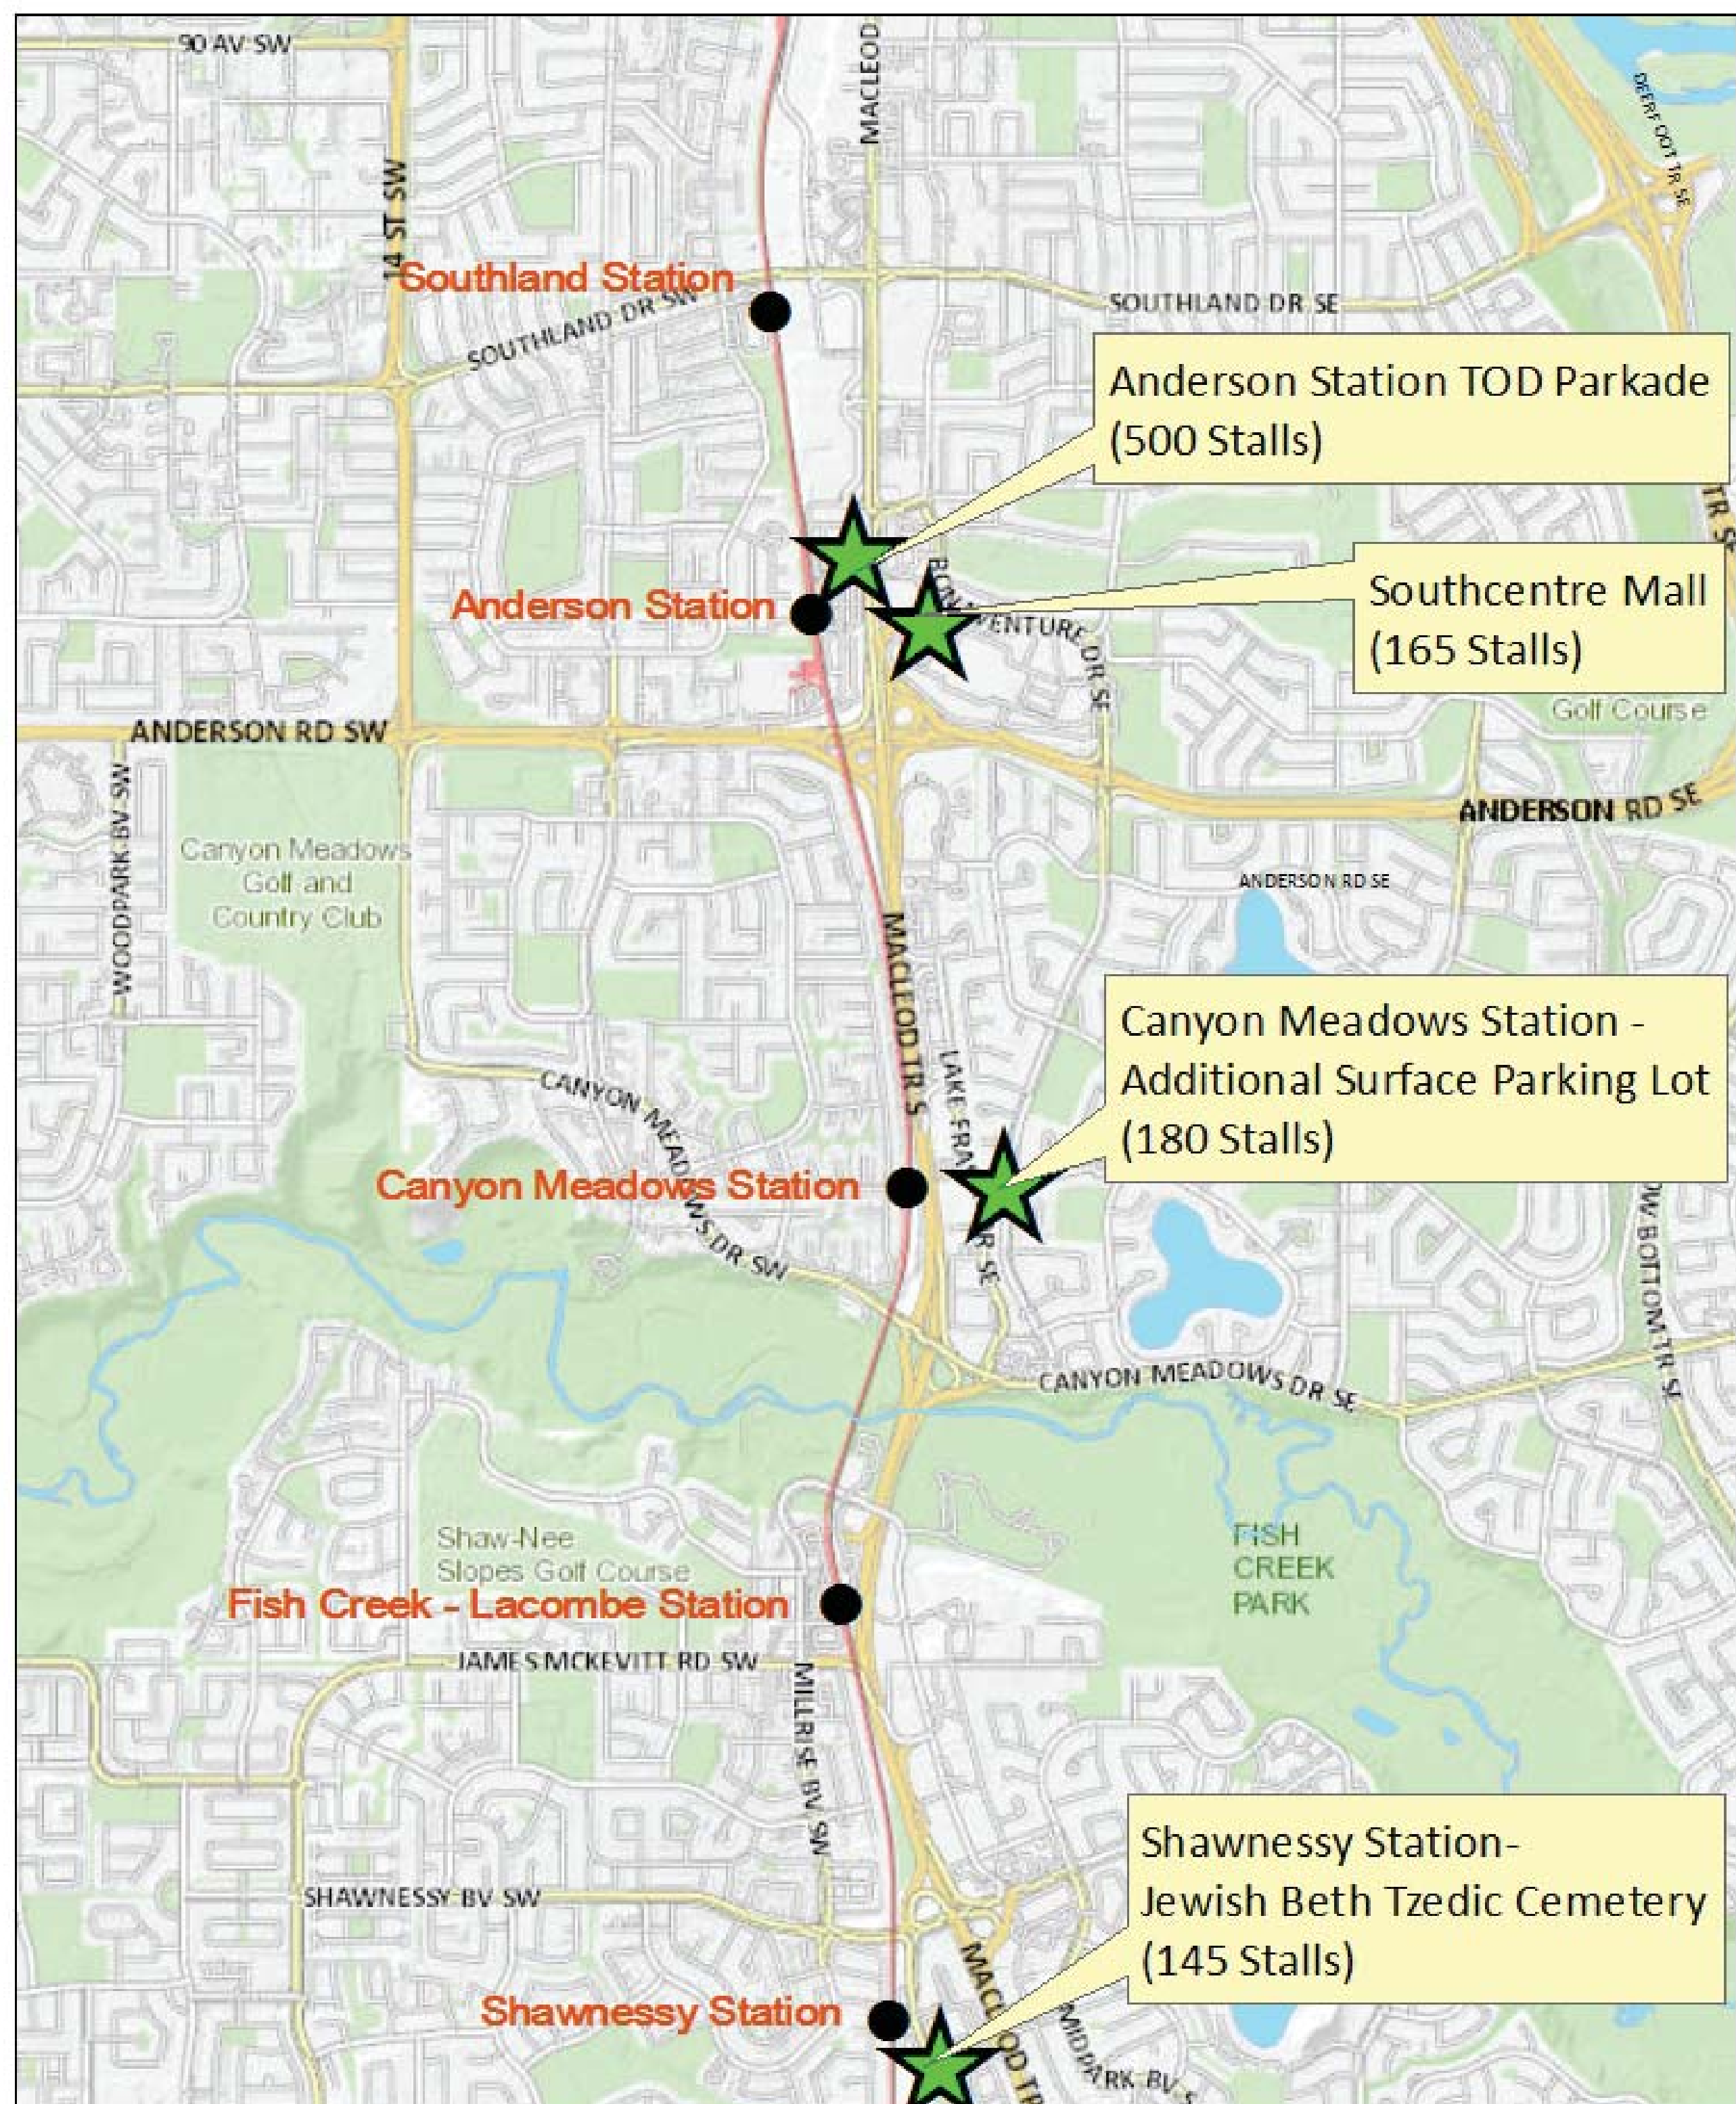 90 AV SW
MACLEOD
DEERFOOT TR SE
14 ST SW
Southland Station
SOUTHLAND DR SW
SOUTHLAND DR SE
Anderson Station TOD Parkade
(500 Stalls)
TR SE
Southcentre Mall
(165 Stalls)
Anderson Station
BONAVENTURE DR SE
Golf Course
ANDERSON RD SW
ANDERSON RD SE
WOODPARK BV SW
Canyon Meadows
Golf and
Country Club
ANDERSON RD SE
MACLEOD TR S
Canyon Meadows Station -
Additional Surface Parking Lot
(180 Stalls)
LAKE FRA
R SE
CANYON MEADOWS DR SW
Canyon Meadows Station
OW BOTTOM TR SE
CANYON MEADOWS DR SE
Shaw-Nee
Slopes Golf Course
FISH
CREEK
PARK
Fish Creek - Lacombe Station
JAMES MCKEVITT RD SW
MILLRISE BV SW
Shawnessy Station-
Jewish Beth Tzedic Cemetery
(145 Stalls)
SHAWNESSY BV SW
Shawnessy Station
MACLEOD TR
MIDPARK BV S